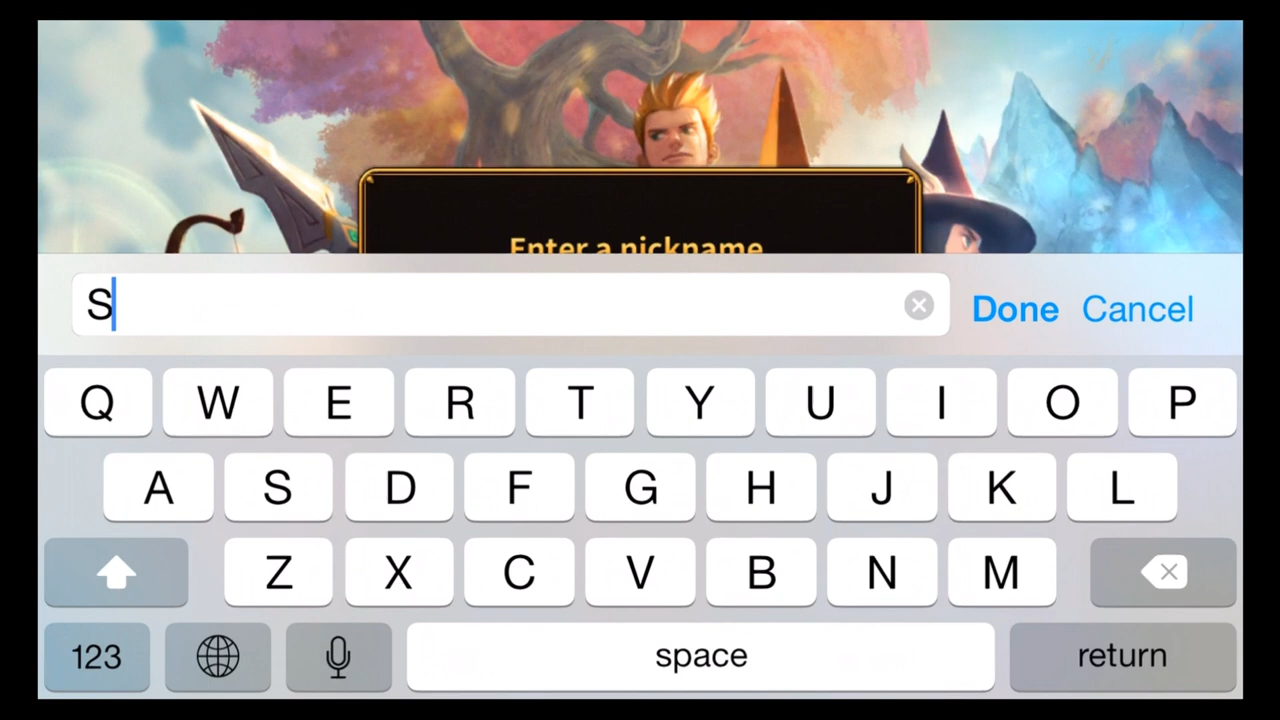 Enter a nickname
S Done Cancel
Q W E R T Y U I O P
A S D F G H J K L
Z X C V B N M
123 space return